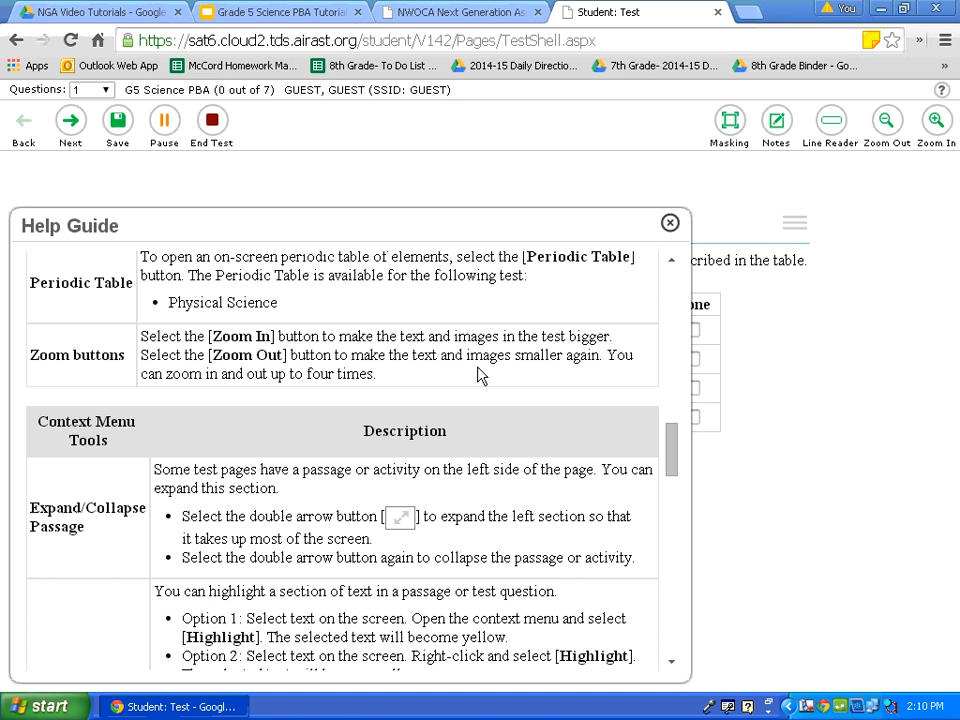 NGA Video Tutorials - Google
Grade 5 Science PBA Tutorial
NWOCA Next Generation As
Student: Test
You
https://sat6.cloud2.tds.airast.org/student/V142/Pages/TestShell.aspx
Apps
Outlook Web App
McCord Homework Ma...
8th Grade- To Do List ...
2014-15 Daily Directio...
7th Grade- 2014-15 D...
8th Grade Binder - Go...
Questions: 1 G5 Science PBA (0 out of 7) GUEST, GUEST (SSID: GUEST)
Back Next Save Pause End Test Masking Notes Line Reader Zoom Out Zoom In
Help Guide
To open an on-screen periodic table of elements, select the [Periodic Table]
button. The Periodic Table is available for the following test:
Periodic Table
• Physical Science
Zoom buttons
Select the [Zoom In] button to make the text and images in the test bigger.
Select the [Zoom Out] button to make the text and images smaller again. You
can zoom in and out up to four times.
Context Menu
Tools
Description
Expand/Collapse
Passage
Some test pages have a passage or activity on the left side of the page. You can
expand this section.
• Select the double arrow button [ ] to expand the left section so that
it takes up most of the screen.
• Select the double arrow button again to collapse the passage or activity.
You can highlight a section of text in a passage or test question.
• Option 1: Select text on the screen. Open the context menu and select
[Highlight]. The selected text will become yellow.
• Option 2: Select text on the screen. Right-click and select [Highlight].
cribed in the table.
one
start
Student: Test - Googl...
2:10 PM